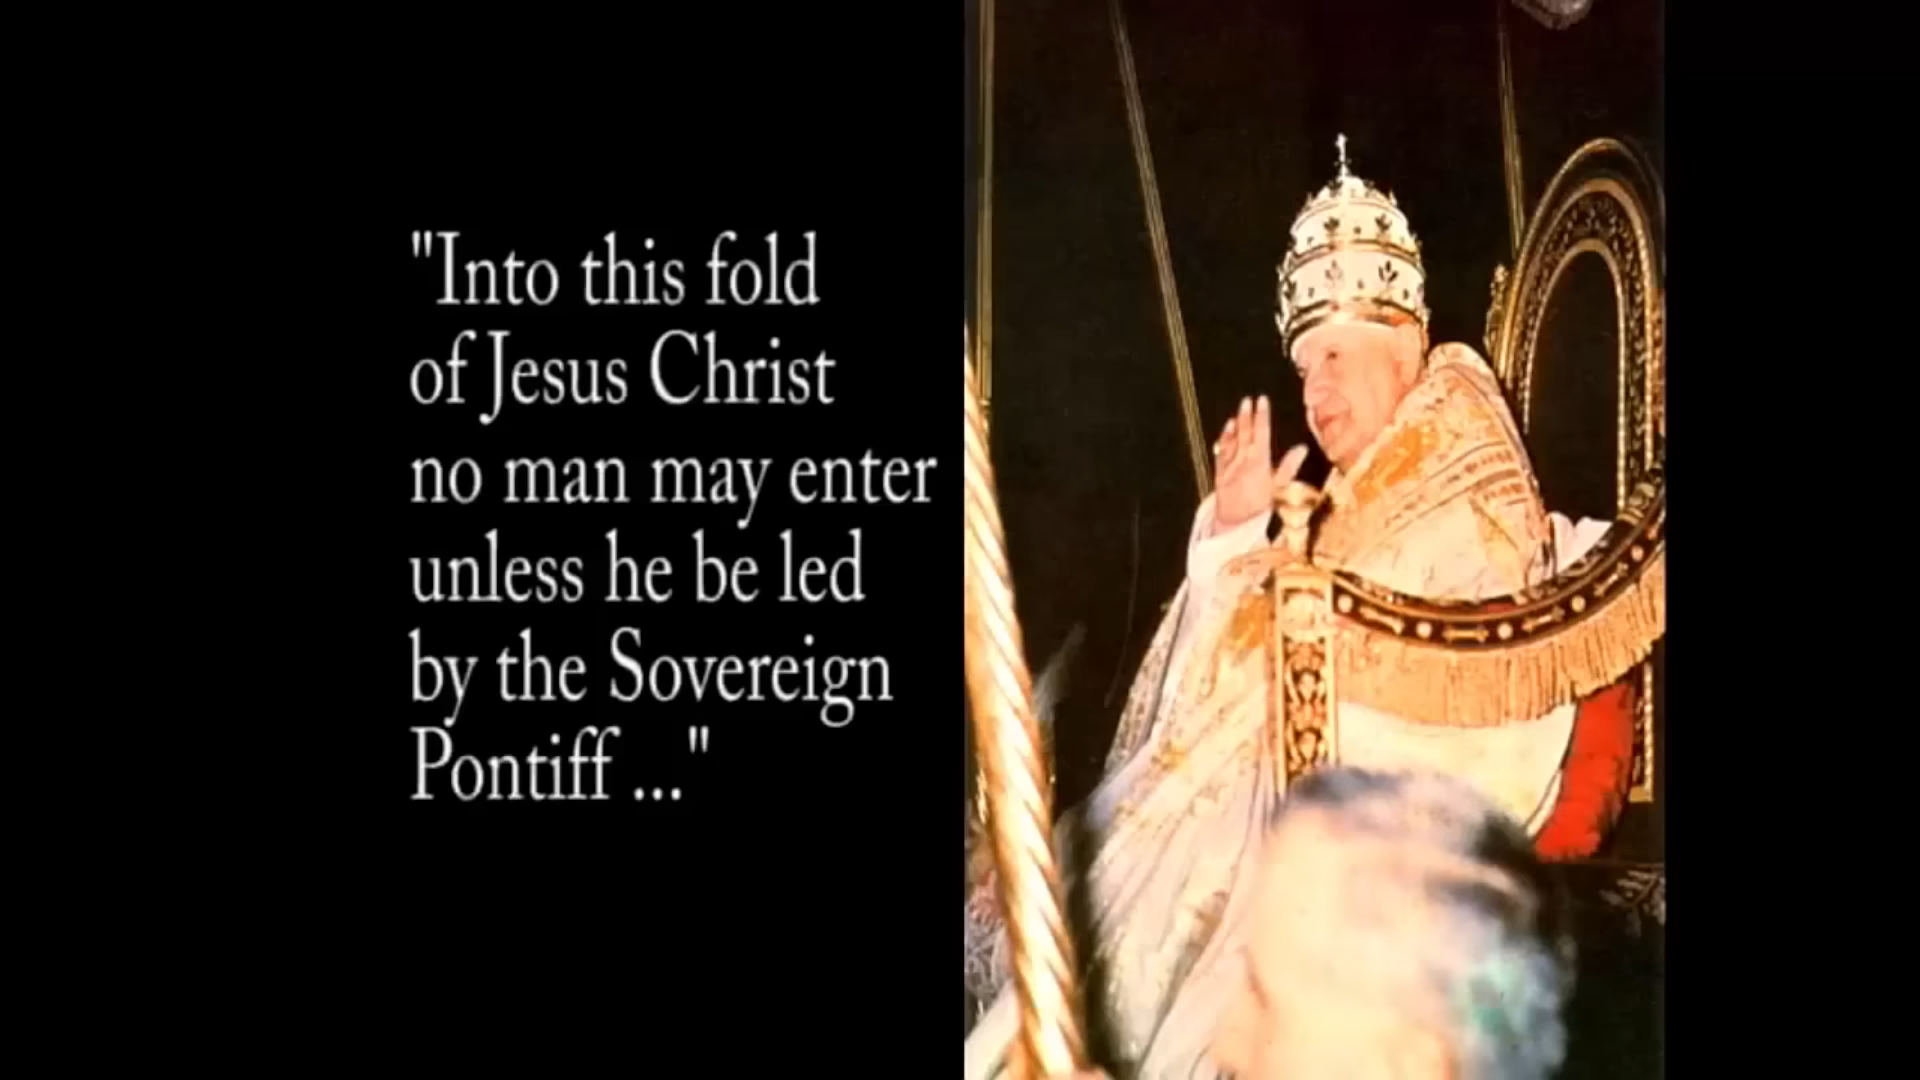 "Into this fold
of Jesus Christ
no man may enter
unless he be led
by the Sovereign
Pontiff ..."